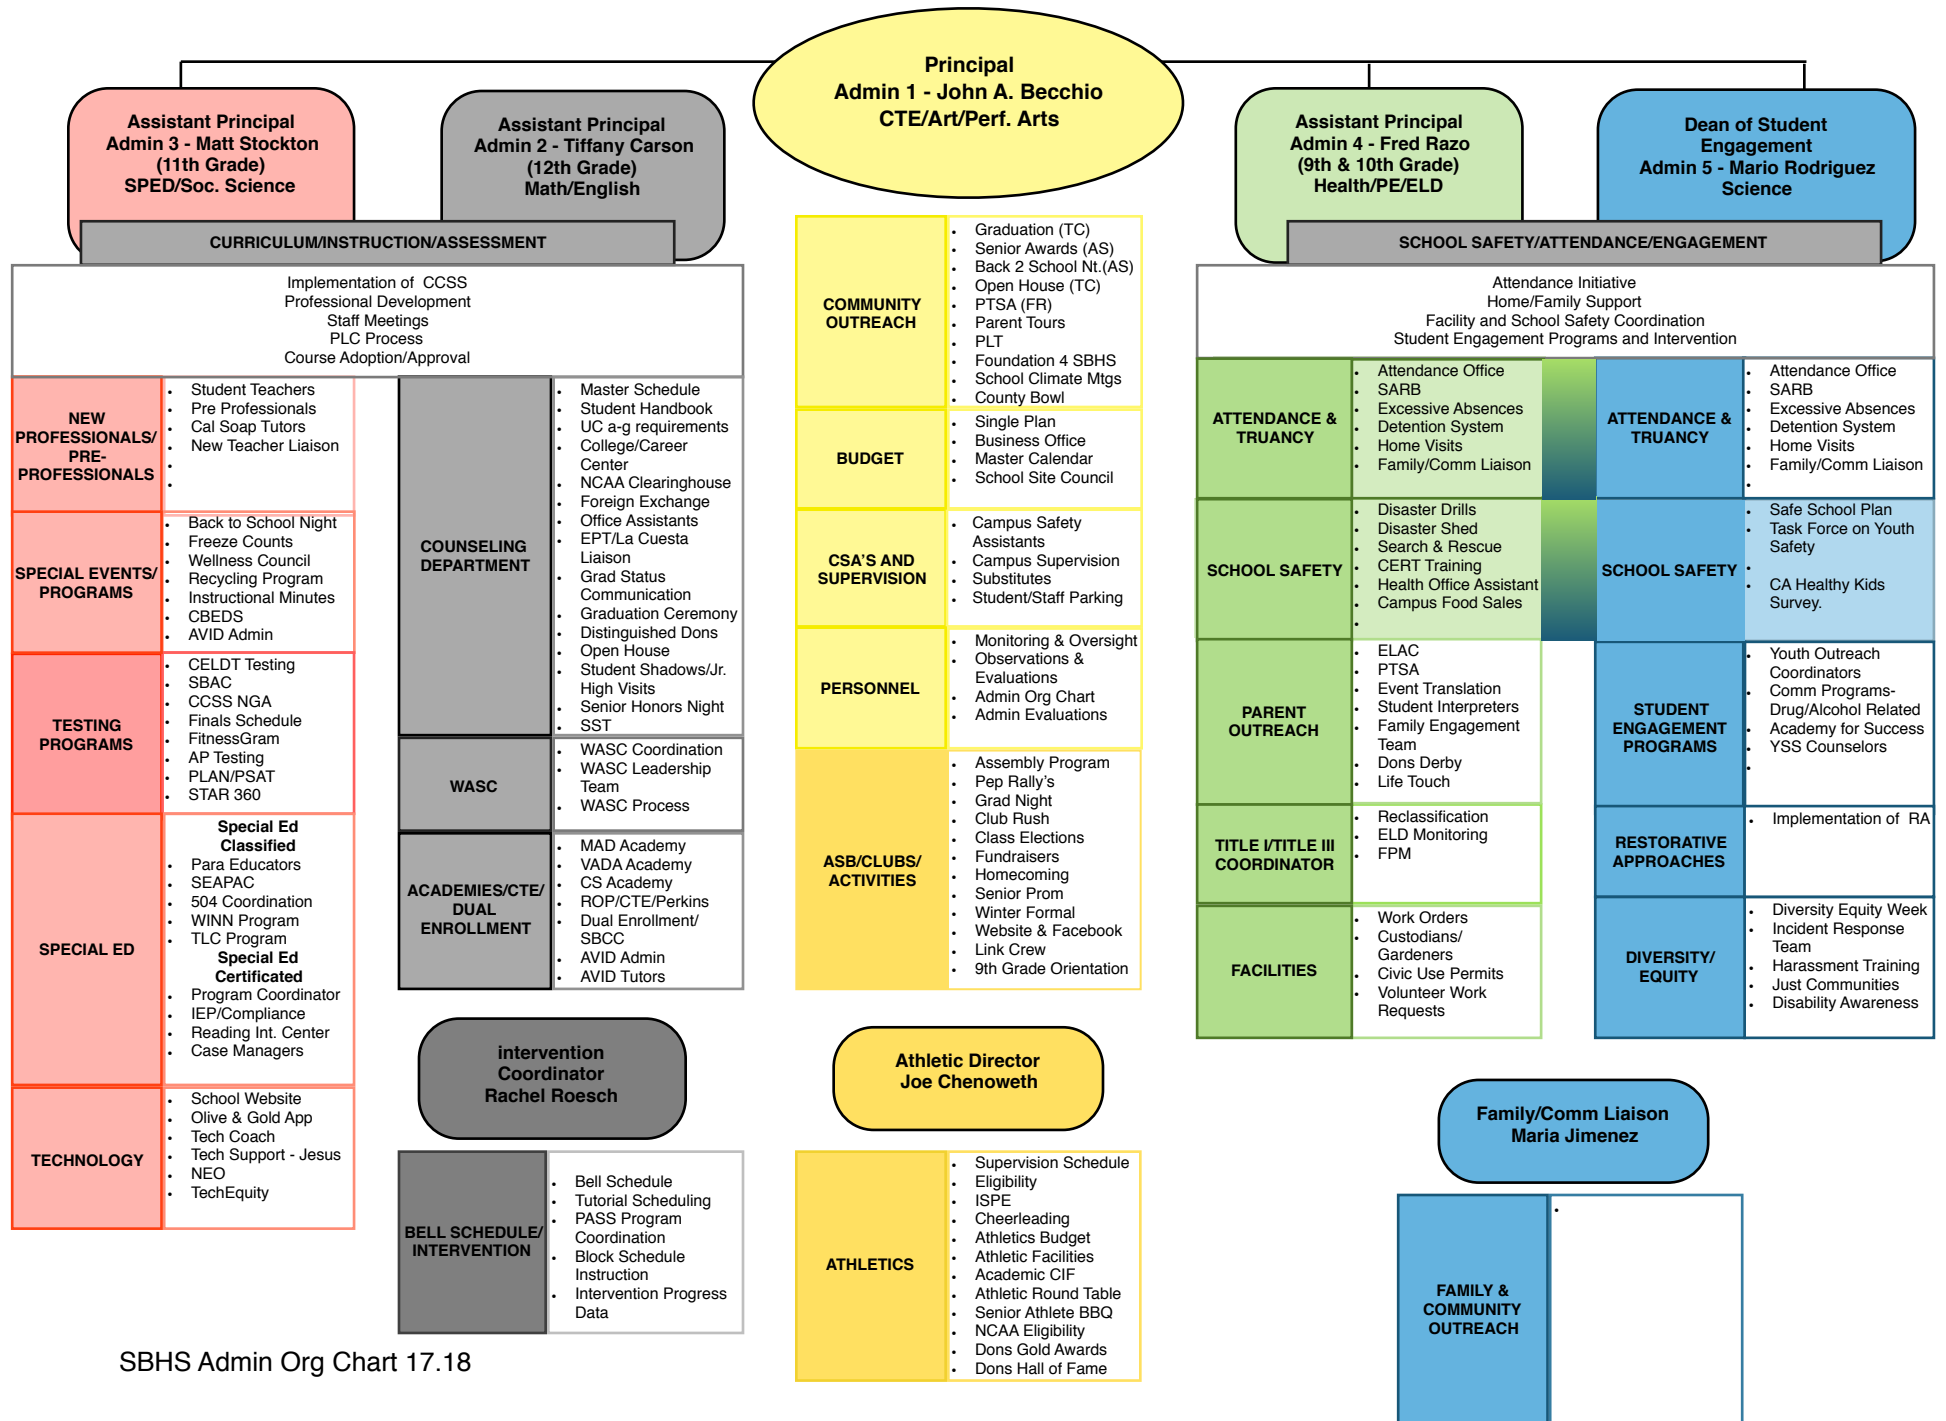 Principal
Admin 1 - John A. Becchio
CTE/Art/Perf. Arts
Assistant Principal
Admin 3 - Matt Stockton
(11th Grade)
SPED/Soc. Science
Assistant Principal
Admin 2 - Tiffany Carson
(12th Grade)
Math/English
Assistant Principal
Admin 4 - Fred Razo
(9th & 10th Grade)
Health/PE/ELD
Dean of Student
Engagement
Admin 5 - Mario Rodriguez
Science
CURRICULUM/INSTRUCTION/ASSESSMENT
Implementation of CCSS
Professional Development
Staff Meetings
PLC Process
Course Adoption/Approval
NEW
PROFESSIONALS/
PRE-
PROFESSIONALS
• Student Teachers
• Pre Professionals
• Cal Soap Tutors
• New Teacher Liaison
•
•
SPECIAL EVENTS/
PROGRAMS
• Back to School Night
• Freeze Counts
• Wellness Council
• Recycling Program
• Instructional Minutes
• CBEDS
• AVID Admin
TESTING
PROGRAMS
• CELDT Testing
• SBAC
• CCSS NGA
• Finals Schedule
• FitnessGram
• AP Testing
• PLAN/PSAT
• STAR 360
SPECIAL ED
Special Ed
Classified
• Para Educators
• SEAPAC
• 504 Coordination
• WINN Program
• TLC Program
Special Ed
Certificated
• Program Coordinator
• IEP/Compliance
• Reading Int. Center
• Case Managers
TECHNOLOGY
• School Website
• Olive & Gold App
• Tech Coach
• Tech Support - Jesus
• NEO
• TechEquity
COUNSELING
DEPARTMENT
• Master Schedule
• Student Handbook
• UC a-g requirements
• College/Career
Center
• NCAA Clearinghouse
• Foreign Exchange
• Office Assistants
• EPT/La Cuesta
Liaison
• Grad Status
Communication
• Graduation Ceremony
• Distinguished Dons
• Open House
• Student Shadows/Jr.
High Visits
• Senior Honors Night
• SST
WASC
• WASC Coordination
• WASC Leadership
Team
• WASC Process
ACADEMIES/CTE/
DUAL
ENROLLMENT
• MAD Academy
• VADA Academy
• CS Academy
• ROP/CTE/Perkins
• Dual Enrollment/
SBCC
• AVID Admin
• AVID Tutors
intervention
Coordinator
Rachel Roesch
BELL SCHEDULE/
INTERVENTION
• Bell Schedule
• Tutorial Scheduling
• PASS Program
Coordination
• Block Schedule
Instruction
• Intervention Progress
Data
COMMUNITY
OUTREACH
• Graduation (TC)
• Senior Awards (AS)
• Back 2 School Nt.(AS)
• Open House (TC)
• PTSA (FR)
• Parent Tours
• PLT
• Foundation 4 SBHS
• School Climate Mtgs
• County Bowl
BUDGET
• Single Plan
• Business Office
• Master Calendar
• School Site Council
CSA'S AND
SUPERVISION
• Campus Safety
Assistants
• Campus Supervision
• Substitutes
• Student/Staff Parking
PERSONNEL
• Monitoring & Oversight
• Observations &
Evaluations
• Admin Org Chart
• Admin Evaluations
ASB/CLUBS/
ACTIVITIES
• Assembly Program
• Pep Rally's
• Grad Night
• Club Rush
• Class Elections
• Fundraisers
• Homecoming
• Senior Prom
• Winter Formal
• Website & Facebook
• Link Crew
• 9th Grade Orientation
Athletic Director
Joe Chenoweth
ATHLETICS
• Supervision Schedule
• Eligibility
• ISPE
• Cheerleading
• Athletics Budget
• Athletic Facilities
• Academic CIF
• Athletic Round Table
• Senior Athlete BBQ
• NCAA Eligibility
• Dons Gold Awards
• Dons Hall of Fame
SCHOOL SAFETY/ATTENDANCE/ENGAGEMENT
Attendance Initiative
Home/Family Support
Facility and School Safety Coordination
Student Engagement Programs and Intervention
ATTENDANCE &
TRUANCY
• Attendance Office
• SARB
• Excessive Absences
• Detention System
• Home Visits
• Family/Comm Liaison
SCHOOL SAFETY
• Disaster Drills
• Disaster Shed
• Search & Rescue
• CERT Training
• Health Office Assistant
• Campus Food Sales
•
PARENT
OUTREACH
• ELAC
• PTSA
• Event Translation
• Student Interpreters
• Family Engagement
Team
• Dons Derby
• Life Touch
TITLE I/TITLE III
COORDINATOR
• Reclassification
• ELD Monitoring
• FPM
FACILITIES
• Work Orders
• Custodians/
Gardeners
• Civic Use Permits
• Volunteer Work
Requests
ATTENDANCE &
TRUANCY
• Attendance Office
• SARB
• Excessive Absences
• Detention System
• Home Visits
• Family/Comm Liaison
•
SCHOOL SAFETY
• Safe School Plan
• Task Force on Youth
Safety
•
• CA Healthy Kids
Survey.
STUDENT
ENGAGEMENT
PROGRAMS
• Youth Outreach
Coordinators
• Comm Programs-
• Drug/Alcohol Related
• Academy for Success
• YSS Counselors
•
RESTORATIVE
APPROACHES
• Implementation of RA
DIVERSITY/
EQUITY
• Diversity Equity Week
• Incident Response
Team
• Harassment Training
• Just Communities
• Disability Awareness
Family/Comm Liaison
Maria Jimenez
FAMILY &
COMMUNITY
OUTREACH
•
SBHS Admin Org Chart 17.18